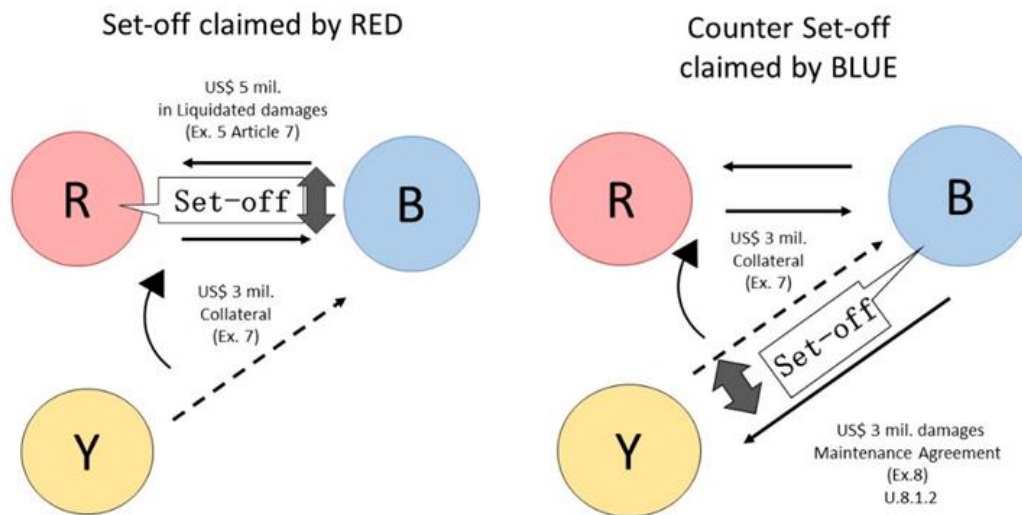 Set-off claimed by RED
US$ 5 mil.
in Liquidated damages
(Ex. 5 Article 7)
R
Set-off
B
US$ 3 mil.
Collateral
(Ex. 7)
Y
Counter Set-off
claimed by BLUE
R
B
US$ 3 mil.
Collateral
(Ex. 7)
Set-off
Y
US$ 3 mil. damages
Maintenance Agreement
(Ex.8)
U.8.1.2